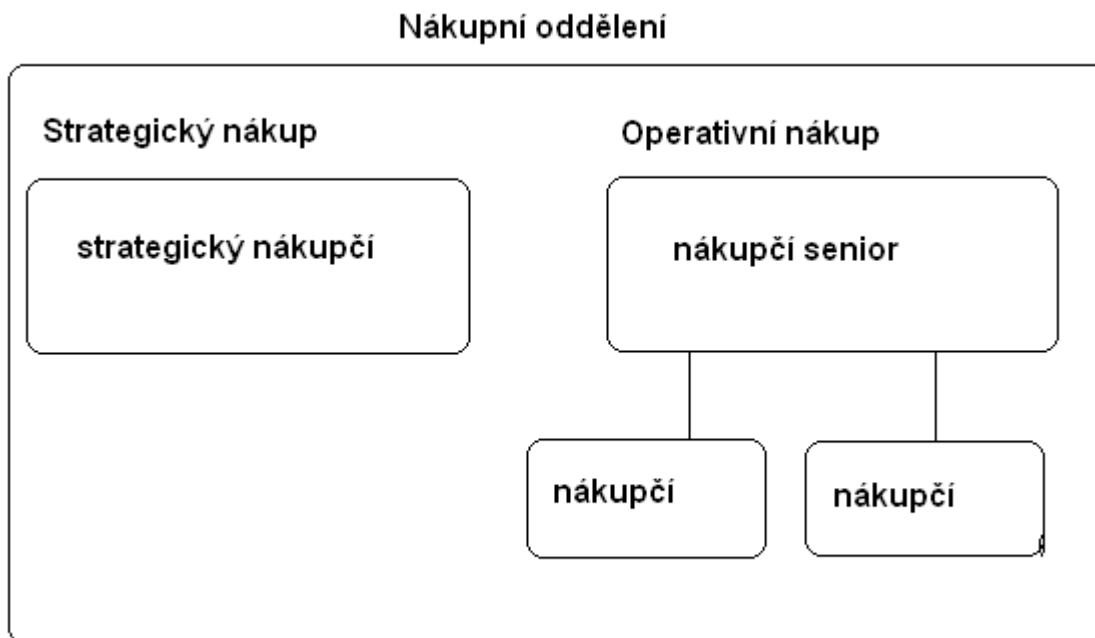 Nákupní oddělení
Strategický nákup
Operativní nákup
strategický nákupčí
nákupčí senior
nákupčí
nákupčí